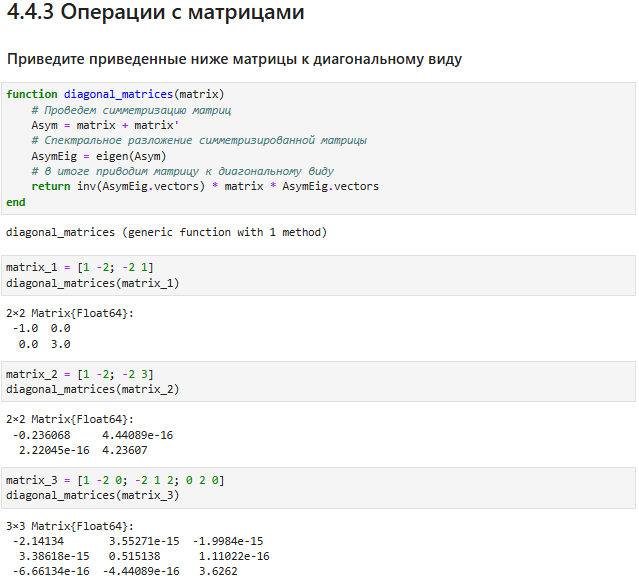 4.4.3 Операции с матрицами
Приведите приведенные ниже матрицы к диагональному виду
function diagonal_matrices(matrix)
    # Проведем симметризацию матриц
    Asym = matrix + matrix'
    # Спектральное разложение симметризированной матрицы
    AsymEig = eigen(Asym)
    # в итоге приводим матрицу к диагональному виду
    return inv(AsymEig.vectors) * matrix * AsymEig.vectors
end
diagonal_matrices (generic function with 1 method)
matrix_1 = [1 -2; -2 1]
diagonal_matrices(matrix_1)
2×2 Matrix{Float64}:
 -1.0  0.0
  0.0  3.0
matrix_2 = [1 -2; -2 3]
diagonal_matrices(matrix_2)
2×2 Matrix{Float64}:
 -0.236068     4.44089e-16
  2.22045e-16  4.23607
matrix_3 = [1 -2 0; -2 1 2; 0 2 0]
diagonal_matrices(matrix_3)
3×3 Matrix{Float64}:
 -2.14134       3.55271e-15  -1.9984e-15
  3.38618e-15   0.515138      1.11022e-16
 -6.66134e-16  -4.44089e-16   3.6262